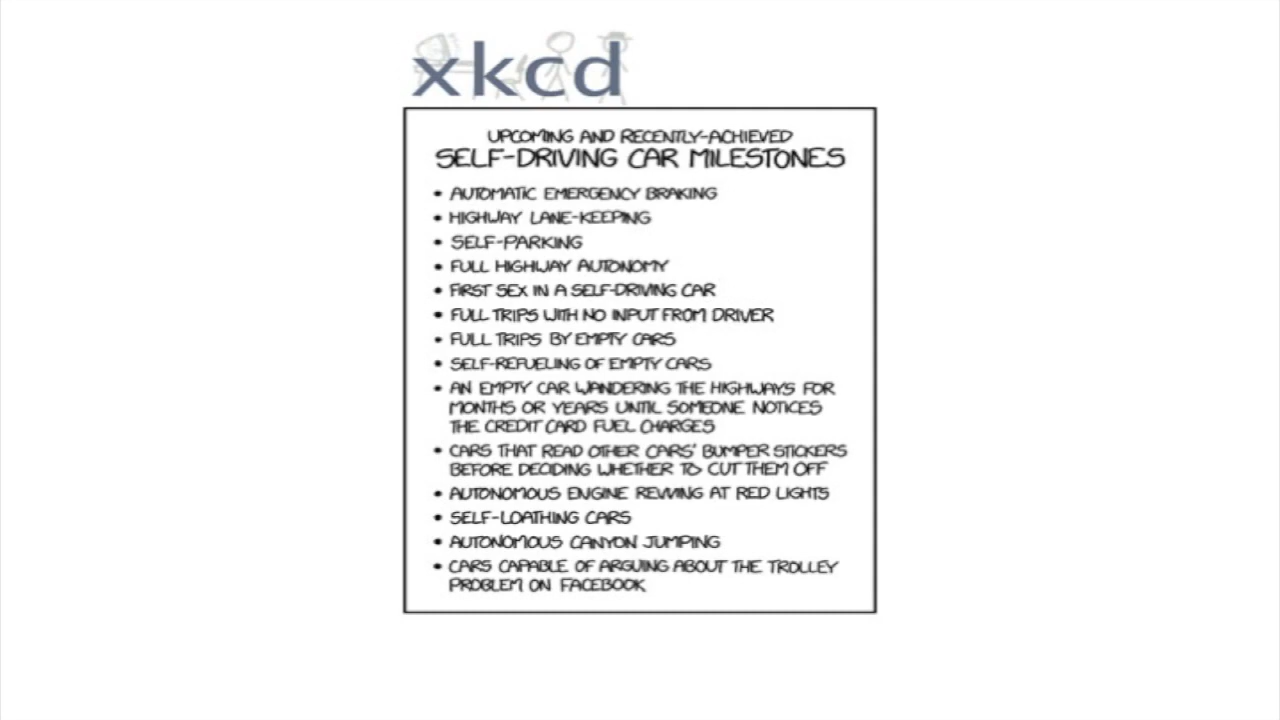 xkcd
UPCOMING AND RECENTLY-ACHIEVED
SELF-DRIVING CAR MILESTONES
• AUTOMATIC EMERGENCY BRAKING
• HIGHWAY LANE-KEEPING
• SELF-PARKING
• FULL HIGHWAY AUTONOMY
• FIRST SEX IN A SELF-DRIVING CAR
• FULL TRIPS WITH NO INPUT FROM DRIVER
• FULL TRIPS BY EMPTY CARS
• SELF-REFUELING OF EMPTY CARS
• AN EMPTY CAR WANDERING THE HIGHWAYS FOR
MONTHS OR YEARS UNTIL SOMEONE NOTICES
THE CREDIT CARD FUEL CHARGES
• CARS THAT READ OTHER CARS' BUMPER STICKERS
BEFORE DECIDING WHETHER TO CUT THEM OFF
• AUTONOMOUS ENGINE REVVING AT RED LIGHTS
• SELF-LOATHING CARS
• AUTONOMOUS CANYON JUMPING
• CARS CAPABLE OF ARGUING ABOUT THE TROLLEY
PROBLEM ON FACEBOOK